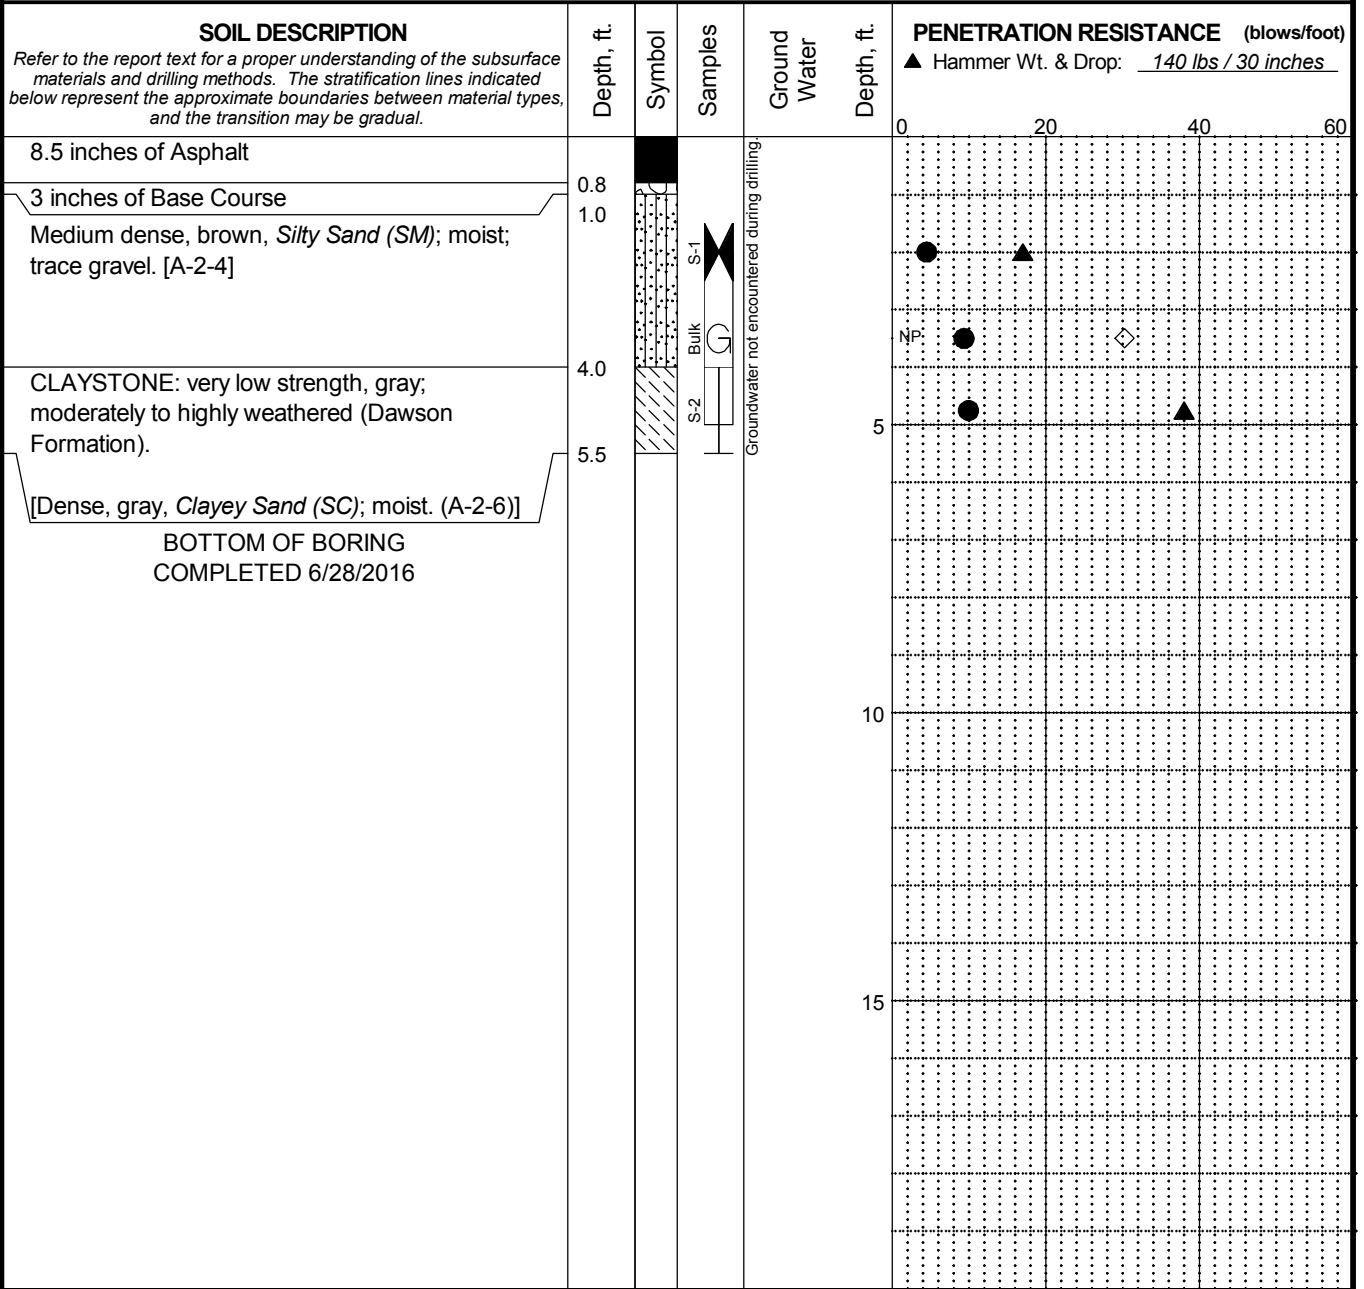 SOIL DESCRIPTION
Refer to the report text for a proper understanding of the subsurface
materials and drilling methods. The stratification lines indicated
below represent the approximate boundaries between material types,
and the transition may be gradual.
Depth, ft.
Symbol
Samples
Ground
Water
Depth, ft.
PENETRATION RESISTANCE (blows/foot)
▲ Hammer Wt. & Drop: 140 lbs / 30 inches
0 20 40 60
8.5 inches of Asphalt
0.8
3 inches of Base Course
1.0
Medium dense, brown, Silty Sand (SM); moist;
trace gravel. [A-2-4]
4.0
CLAYSTONE: very low strength, gray;
moderately to highly weathered (Dawson
Formation).
5.5
[Dense, gray, Clayey Sand (SC); moist. (A-2-6)]
BOTTOM OF BORING
COMPLETED 6/28/2016
S-1
Bulk
G
S-2
Groundwater not encountered during drilling.
NP
5
10
15